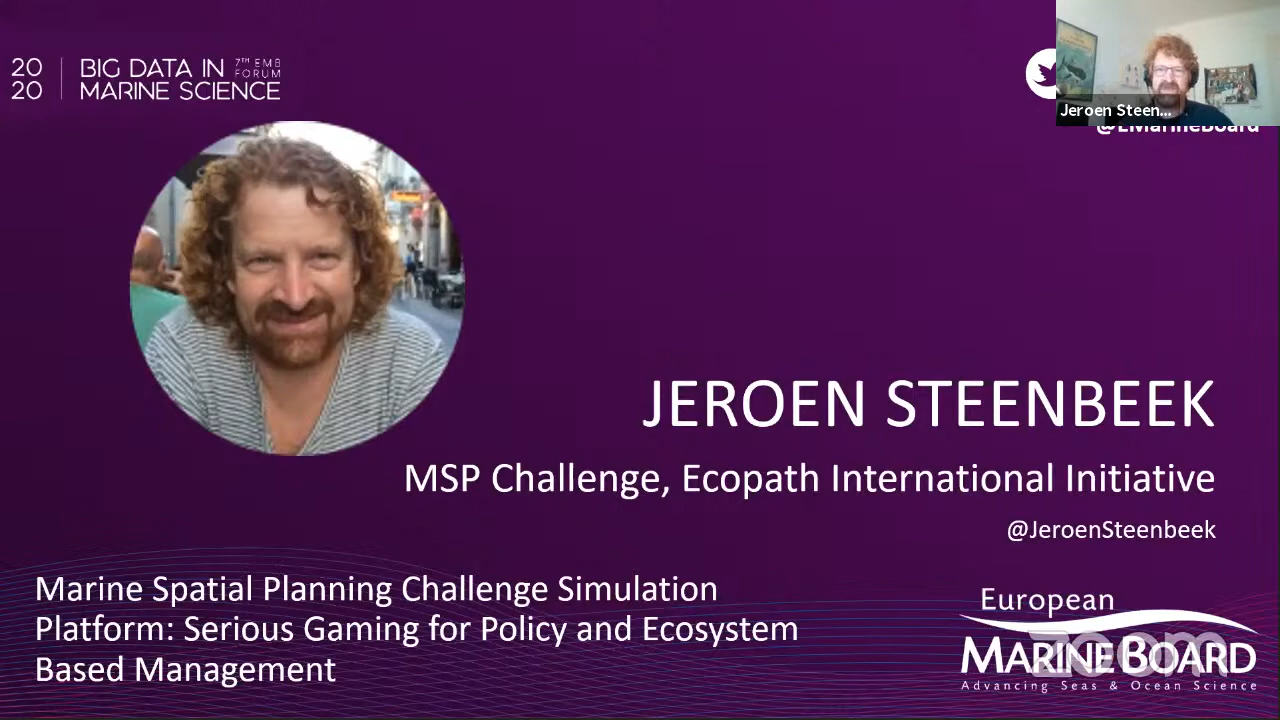 20 20
BIG DATA IN 7TH EMB FORUM
MARINE SCIENCE
Jeroen Steen...
@EMarineBoard
JEROEN STEENBEEK
MSP Challenge, Ecopath International Initiative
@JeroenSteenbeek
Marine Spatial Planning Challenge Simulation
Platform: Serious Gaming for Policy and Ecosystem
Based Management
European
MARINE BOARD
Advancing Seas & Ocean Science
zoom